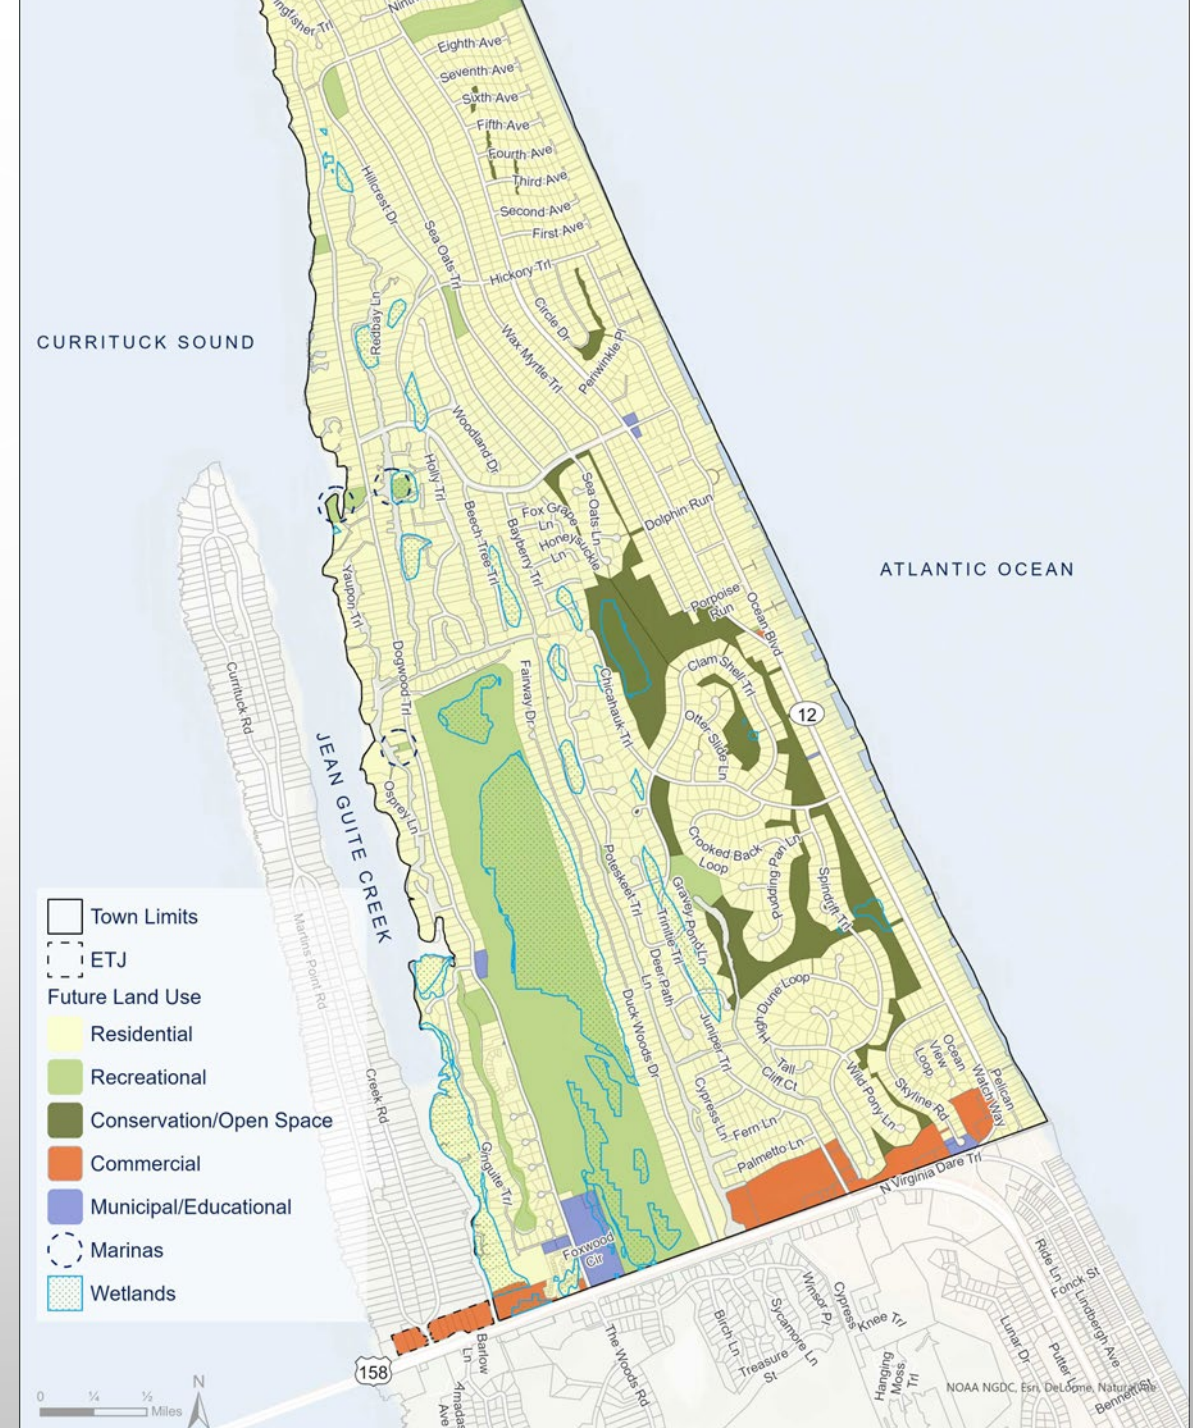 ngfisher Trl
Ninth
Eighth Ave
Seventh Ave
Sixth Ave
Fifth Ave
Fourth Ave
Third Ave
Second Ave
First Ave
Hillcrest Dr
Sea Oats Trl
Hickory Trl
Redbay Ln
Circle Dr
Wax Myrtle Trl
Periwinkle Pl
CURRITUCK SOUND
Woodland Dr
Holly Trl
Beech Tree Trl
Bayberry Trl
Fox Grape
Ln
Honeysuckle
Ln
Sea Oats Ln
Dolphin Run
ATLANTIC OCEAN
Yaupon Trl
Porpoise
Run
Ocean Blvd
Dogwood Trl
Fairway Dr
Chicahauk Trl
Clam Shell Trl
Otter Slide Ln
12
Currituck Rd
JEAN GUITE CREEK
Osprey Ln
Crooked Back
Loop
Pudding Pan Ln
Spindrift Trl
Poteskeet Trl
Gravey Pond Ln
Trinitie Trl
Deer Path
Ln
Martins Point Rd
Duck Woods Dr
Juniper Trl
High Dune Loop
Tall
Cliff Ct
Wild Pony Ln
Ocean
View
Loop
Skyline Rd
Pelican
Watch Way
Creek Rd
Cypress Ln
Fern Ln
Palmetto Ln
Ginguite Trl
N Virginia Dare Trl
Foxwood
Cir
Town Limits
ETJ
Future Land Use
Residential
Recreational
Conservation/Open Space
Commercial
Municipal/Educational
Marinas
Wetlands
158
Barlow
Ln
Amadas
Ave
The Woods Rd
Birch Ln
Treasure
St
Sycamore Ln
Winsor Pl
Cypress
Knee Trl
Hanging
Moss
Trl
Lunar Dr
Putter L
Ride Ln
Fonck St
Lindbergh Ave
Bennett St
N
0 ¼ ½
Miles
NOAA NGDC, Esri, DeLorme, NaturalVue